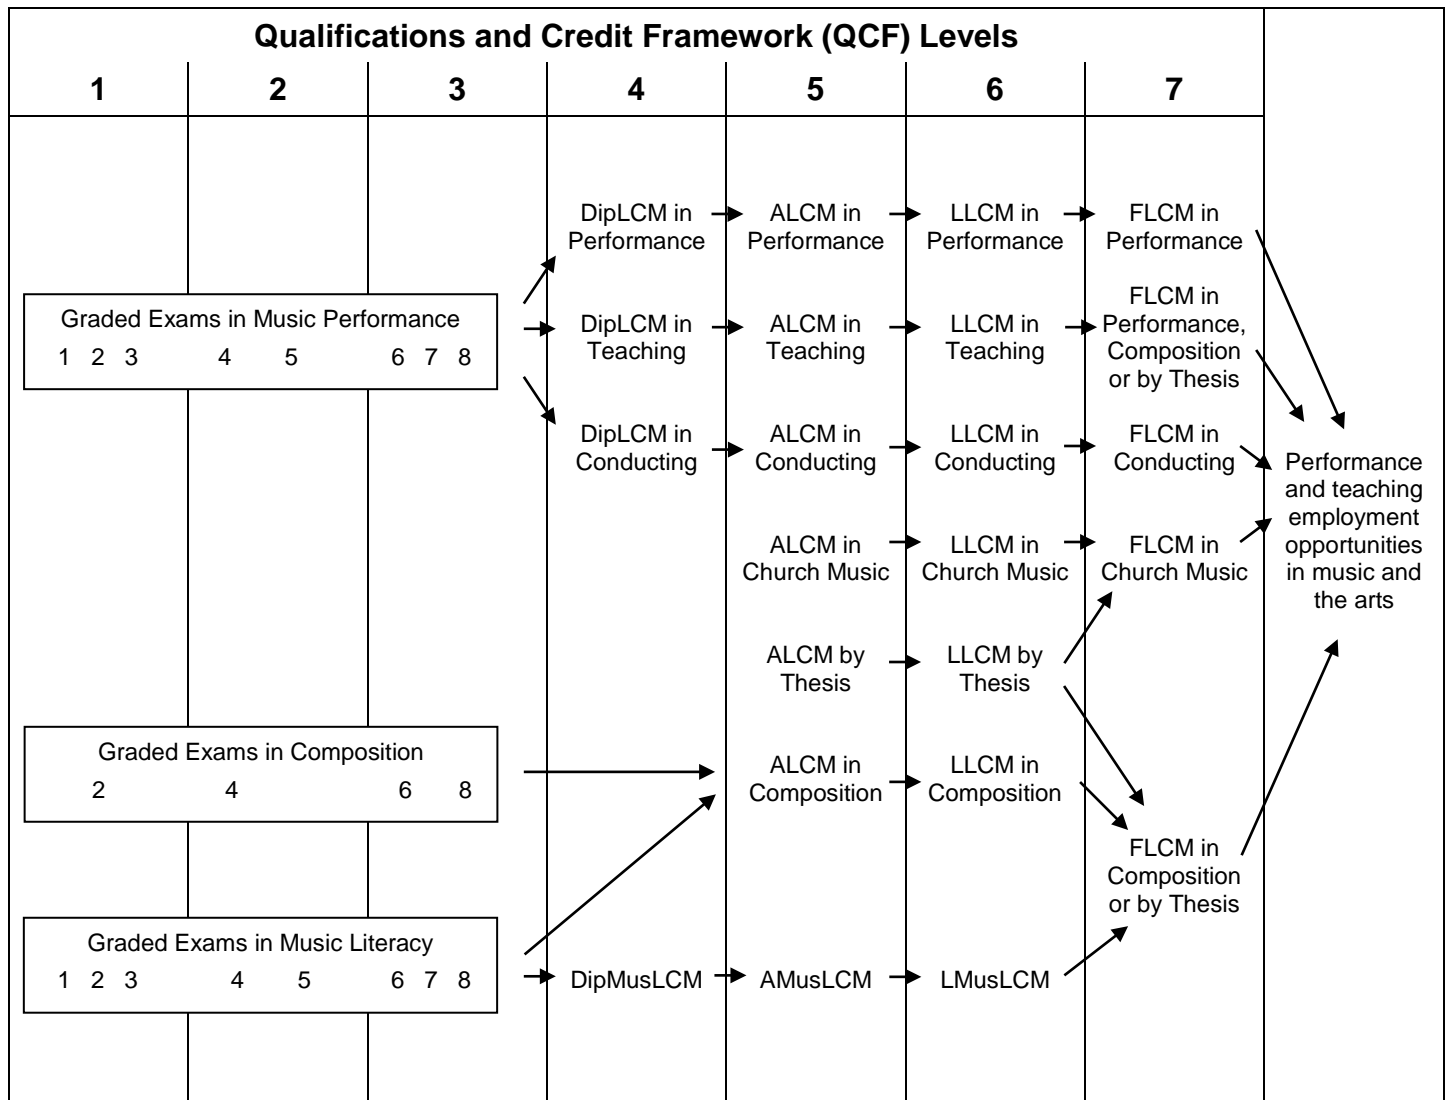 Qualifications and Credit Framework (QCF) Levels
1 2 3 4 5 6 7
DipLCM in
Performance
ALCM in
Performance
LLCM in
Performance
FLCM in
Performance
Graded Exams in Music Performance
1 2 3 4 5 6 7 8
DipLCM in
Teaching
ALCM in
Teaching
LLCM in
Teaching
FLCM in
Performance,
Composition
or by Thesis
DipLCM in
Conducting
ALCM in
Conducting
LLCM in
Conducting
FLCM in
Conducting
Performance
and teaching
employment
opportunities
in music and
the arts
ALCM in
Church Music
LLCM in
Church Music
FLCM in
Church Music
ALCM by
Thesis
LLCM by
Thesis
Graded Exams in Composition
2 4 6 8
ALCM in
Composition
LLCM in
Composition
FLCM in
Composition
or by Thesis
Graded Exams in Music Literacy
1 2 3 4 5 6 7 8
DipMusLCM
AMusLCM
LMusLCM